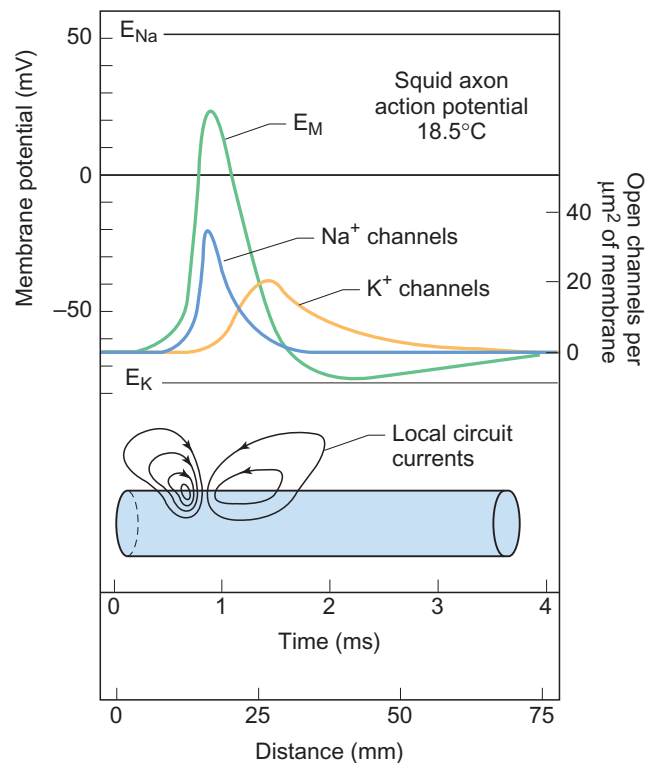 50
E_Na
Squid axon
action potential
18.5°C
E_M
Membrane potential (mV)
0
Open channels per
μm² of membrane
40
Na⁺ channels
20
K⁺ channels
–50
0
E_K
Local circuit
currents
0 1 2 3 4
Time (ms)
0 25 50 75
Distance (mm)